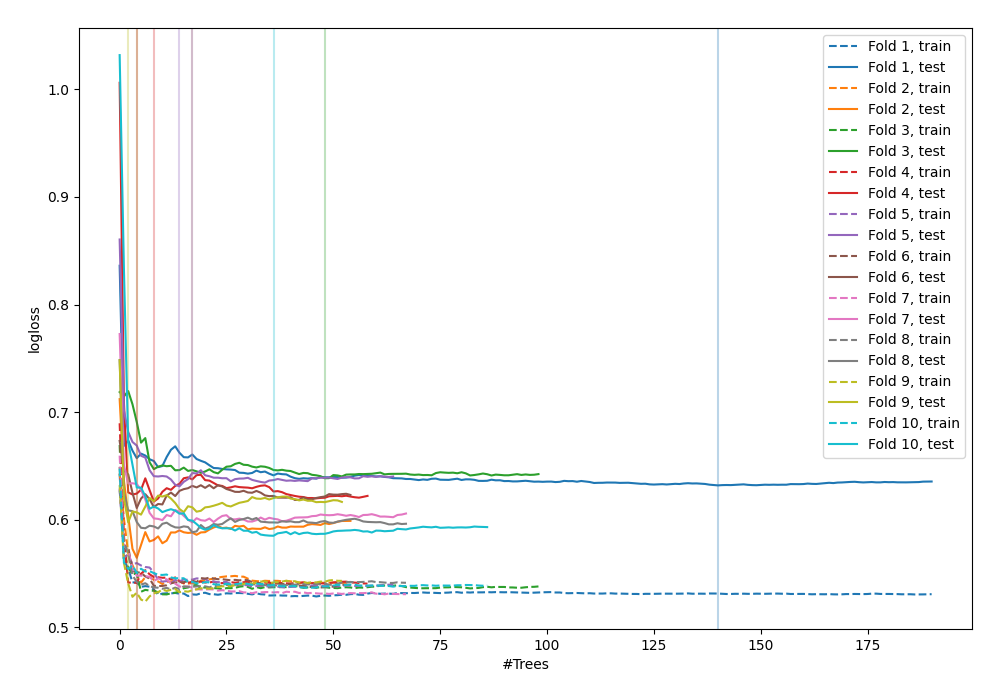 1.0
0.9
0.8
0.7
0.6
0.5
logloss
0
25
50
75
100
125
150
175
#Trees
Fold 1, train
Fold 1, test
Fold 2, train
Fold 2, test
Fold 3, train
Fold 3, test
Fold 4, train
Fold 4, test
Fold 5, train
Fold 5, test
Fold 6, train
Fold 6, test
Fold 7, train
Fold 7, test
Fold 8, train
Fold 8, test
Fold 9, train
Fold 9, test
Fold 10, train
Fold 10, test